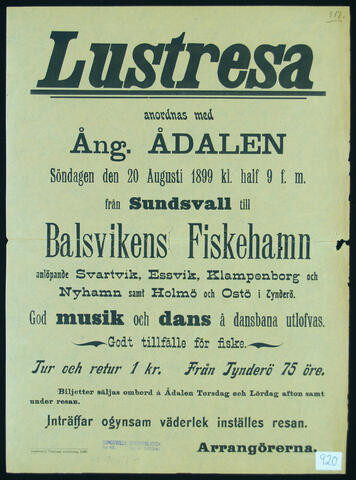 317.
Lustresa
anordnas med
Ång. ÅDALEN
Söndagen den 20 Augusti 1899 kl. half 9 f. m.
från Sundsvall till
Balsvikens Fiskehamn
anlöpande Svartvik, Essvik, Klampenborg och
Nyhamn samt Holmö och Ostö i Tynderö.
God musik och dans å dansbana utlofvas.
Godt tillfälle för fiske.
Tur och retur 1 kr. Från Tynderö 75 öre.
Biljetter säljas ombord å Ådalen Torsdag och Lördag afton samt
under resan.
Inträffar ogynsam väderlek inställes resan.
Arrangörerna.
920